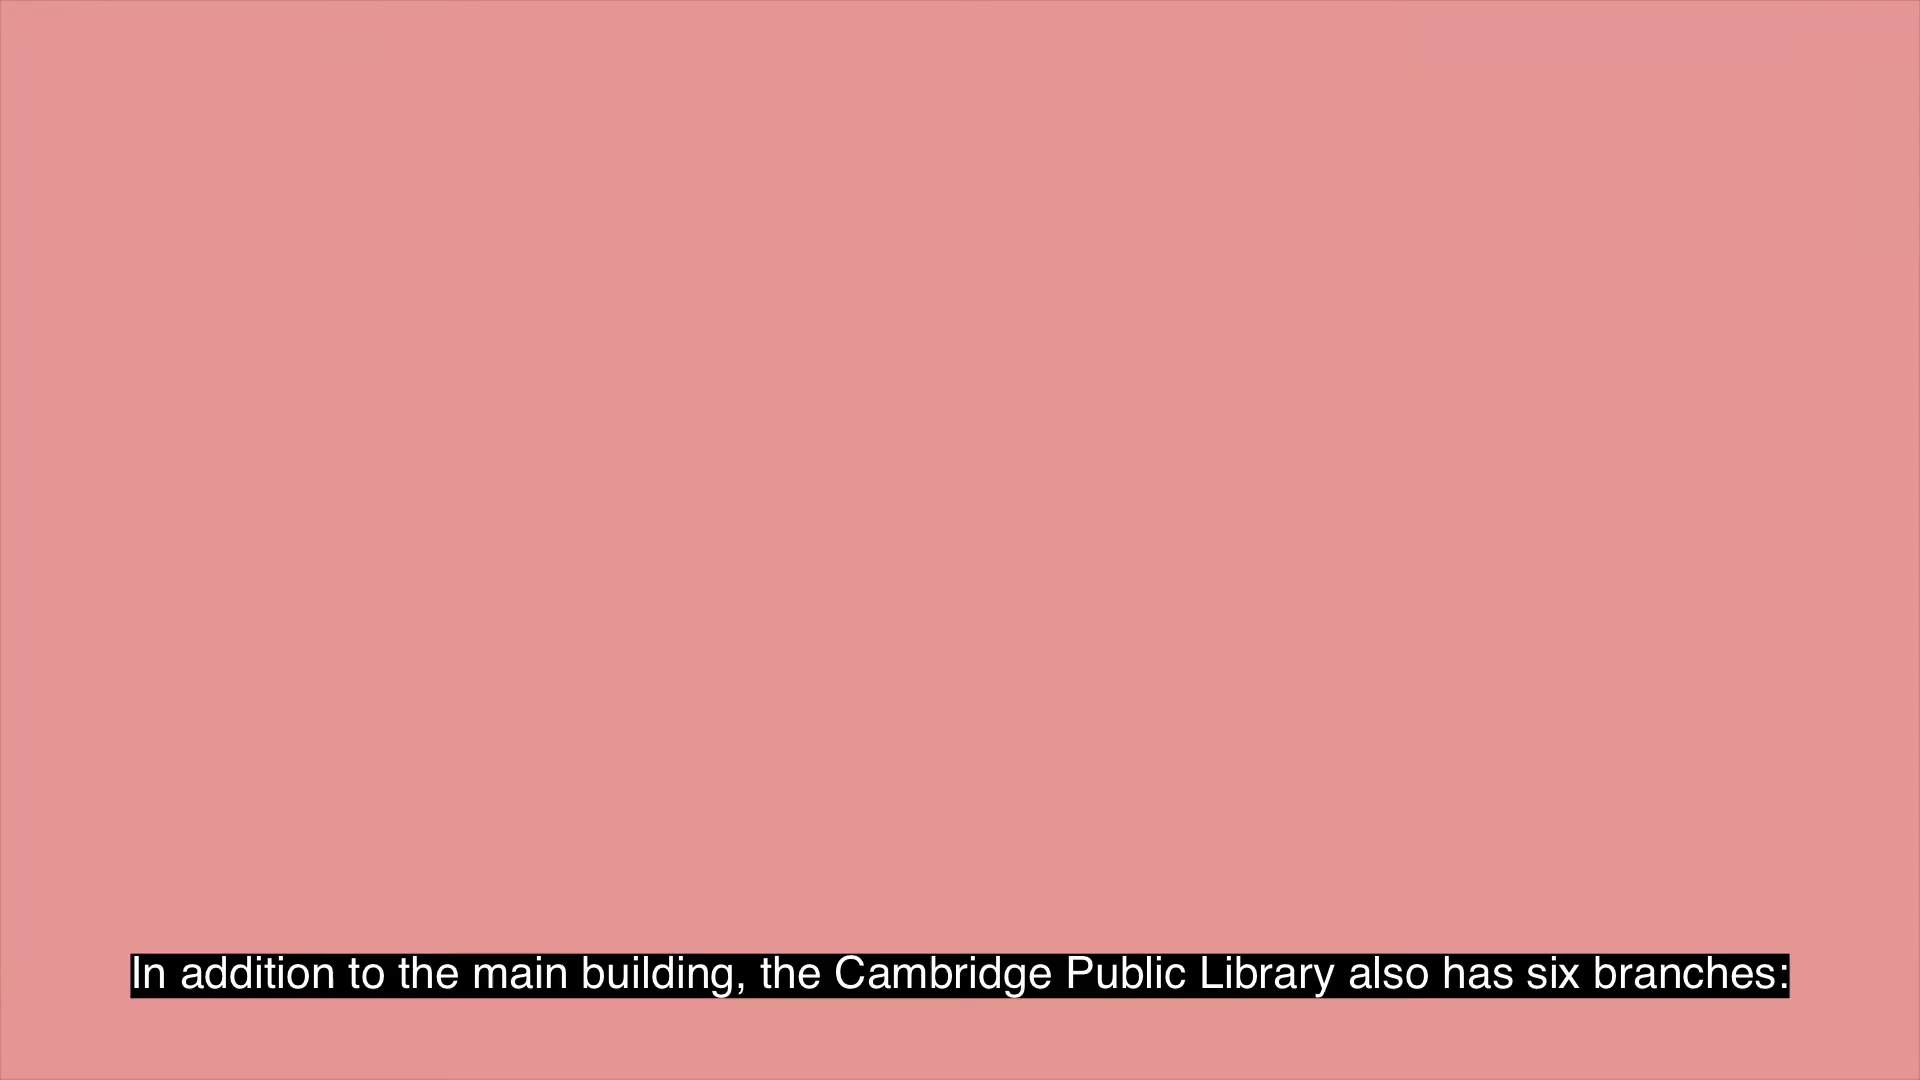 In addition to the main building, the Cambridge Public Library also has six branches: